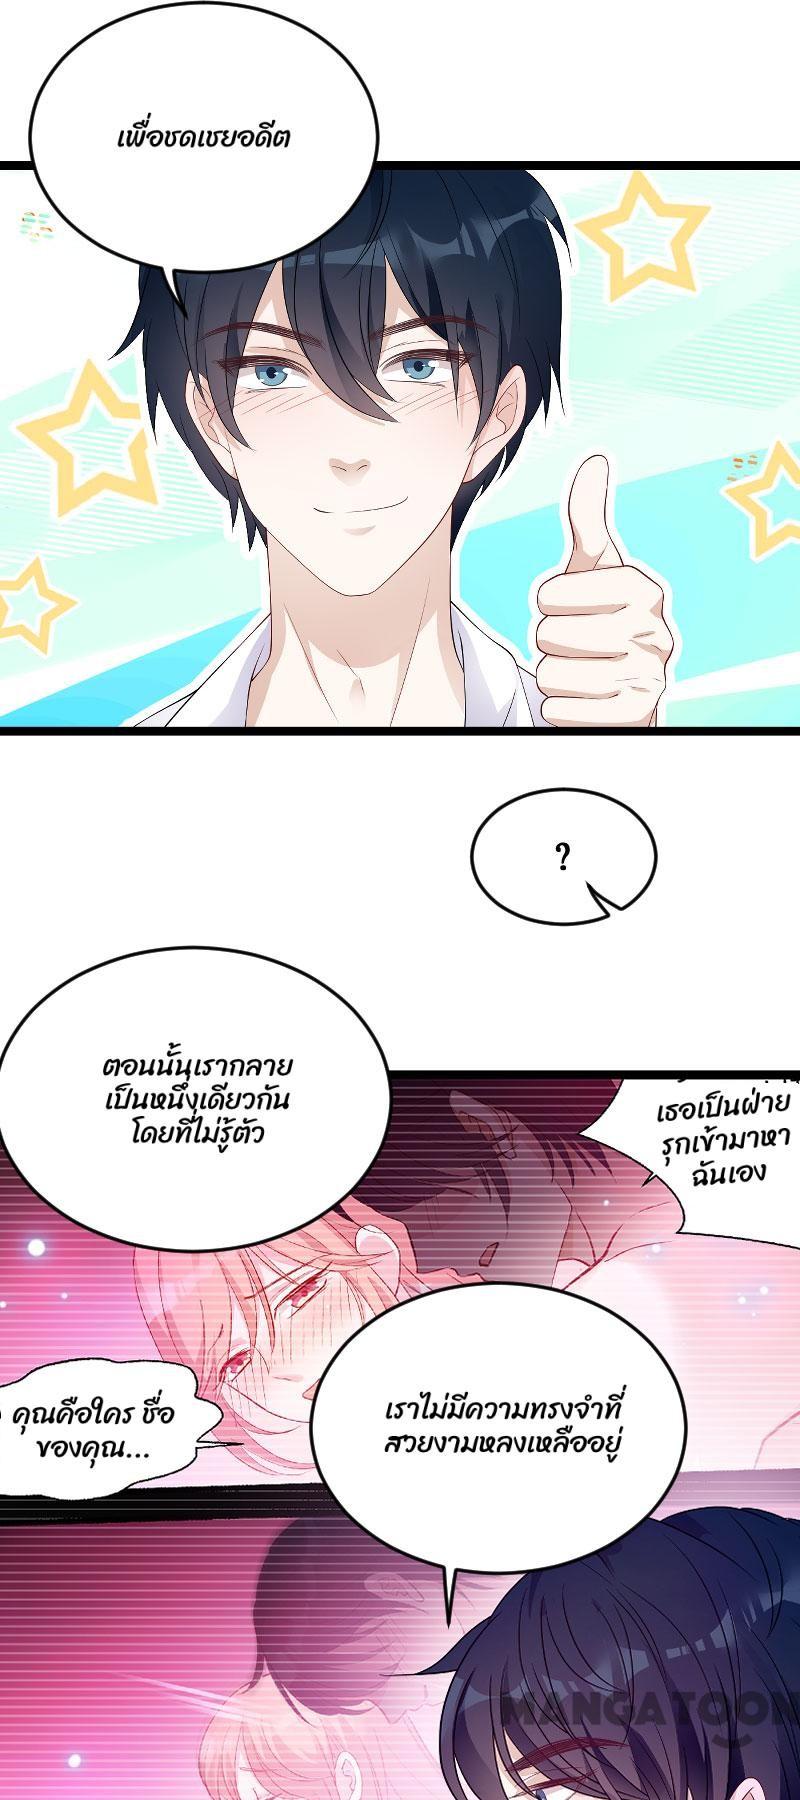 เพื่อชดเชยอดีต
?
ตอนนั้นเรากลาย
เป็นหนึ่งเดียวกัน
โดยที่ไม่รู้ตัว
เธอเป็นฝ่าย
รุกเข้ามาหา
ฉันเอง
คุณคือใคร ชื่อ
ของคุณ...
เราไม่มีความทรงจำที่
สวยงามหลงเหลืออยู่
MANGATOON